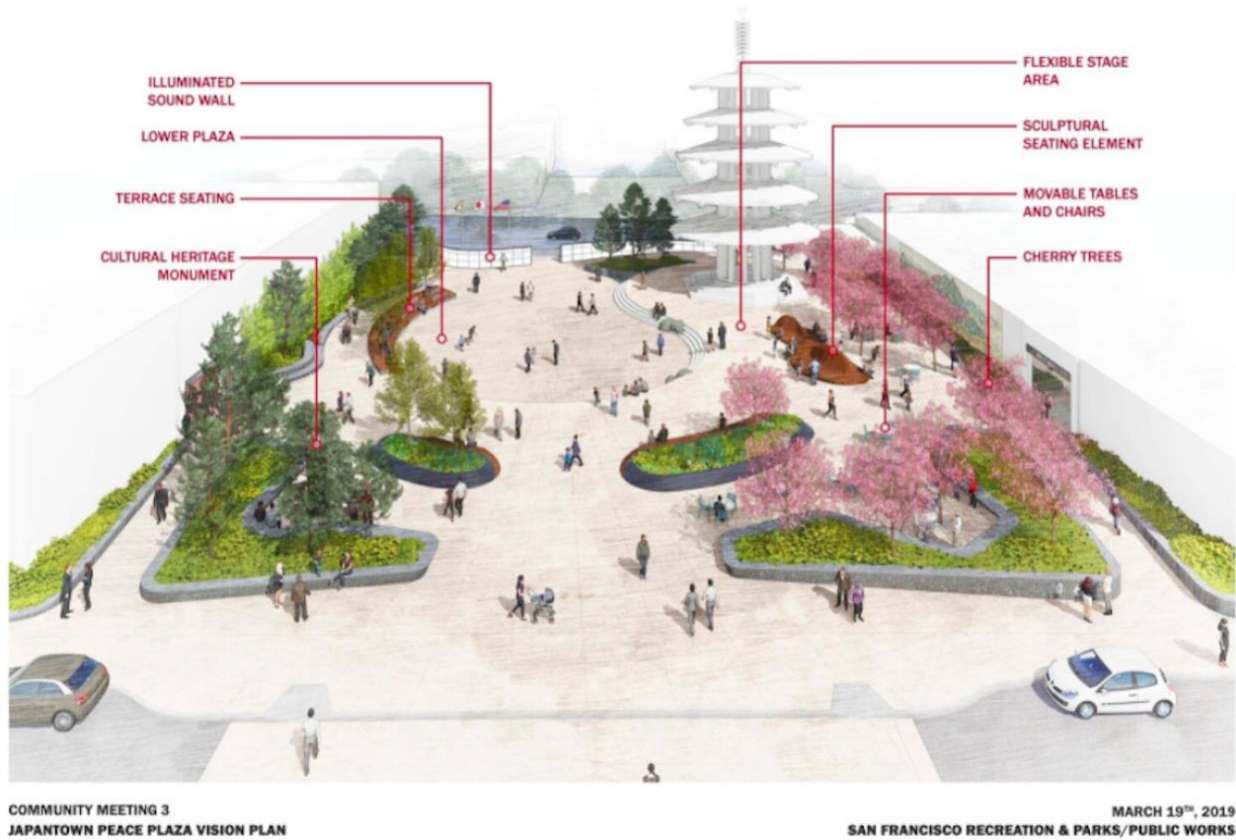 ILLUMINATED
SOUND WALL
LOWER PLAZA
TERRACE SEATING
CULTURAL HERITAGE
MONUMENT
FLEXIBLE STAGE
AREA
SCULPTURAL
SEATING ELEMENT
MOVABLE TABLES
AND CHAIRS
CHERRY TREES
COMMUNITY MEETING 3
JAPANTOWN PEACE PLAZA VISION PLAN
MARCH 19TH, 2019
SAN FRANCISCO RECREATION & PARKS/PUBLIC WORKS